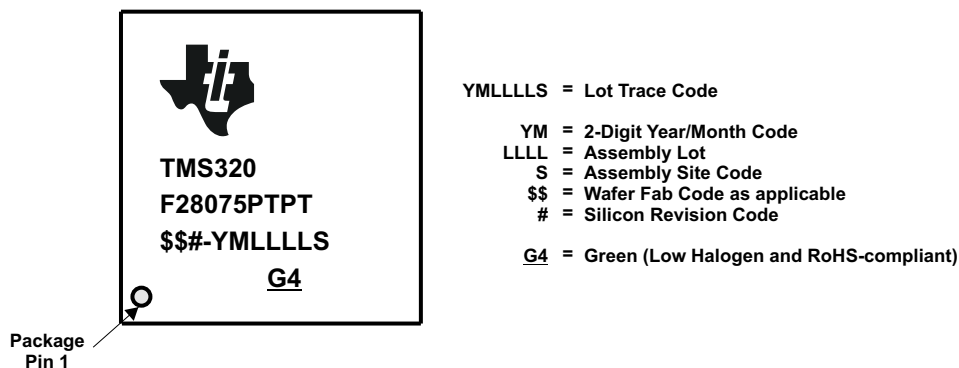 TMS320
F28075PTPT
$$#-YMLLLLS
G4
Package
Pin 1
YMLLLLS = Lot Trace Code
YM = 2-Digit Year/Month Code
LLLL = Assembly Lot
S = Assembly Site Code
$$ = Wafer Fab Code as applicable
# = Silicon Revision Code
G4 = Green (Low Halogen and RoHS-compliant)